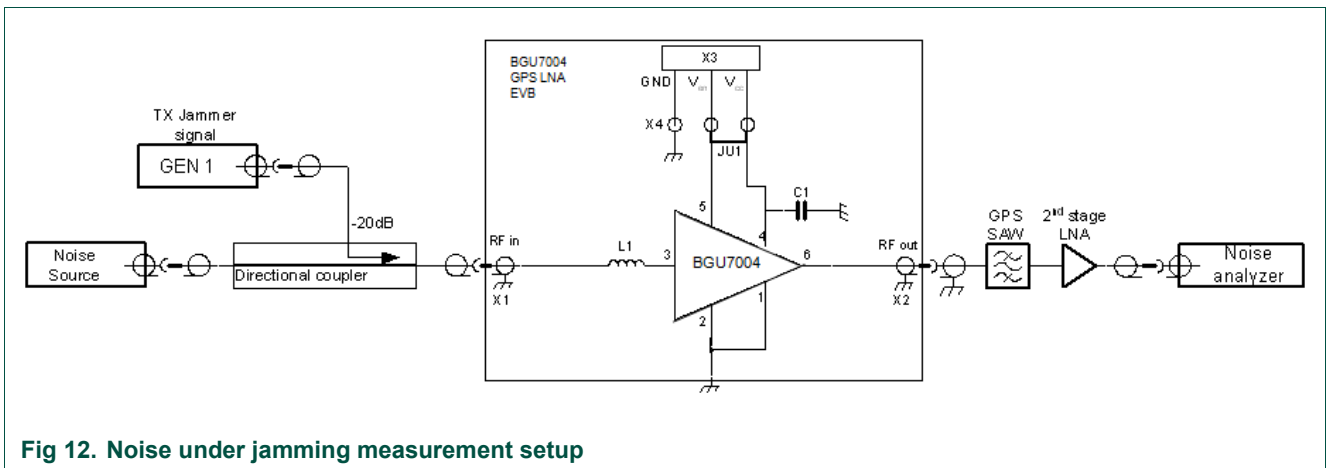 BGU7004
GPS LNA
EVB
X3
GND
V en
V cc
X4
JU1
TX Jammer
signal
GEN 1
-20dB
C1
5
4
Noise
Source
Directional coupler
RF in
X1
L1
3
BGU7004
6
RF out
X2
GPS
SAW
2nd stage
LNA
Noise
analyzer
2
1
Fig 12. Noise under jamming measurement setup